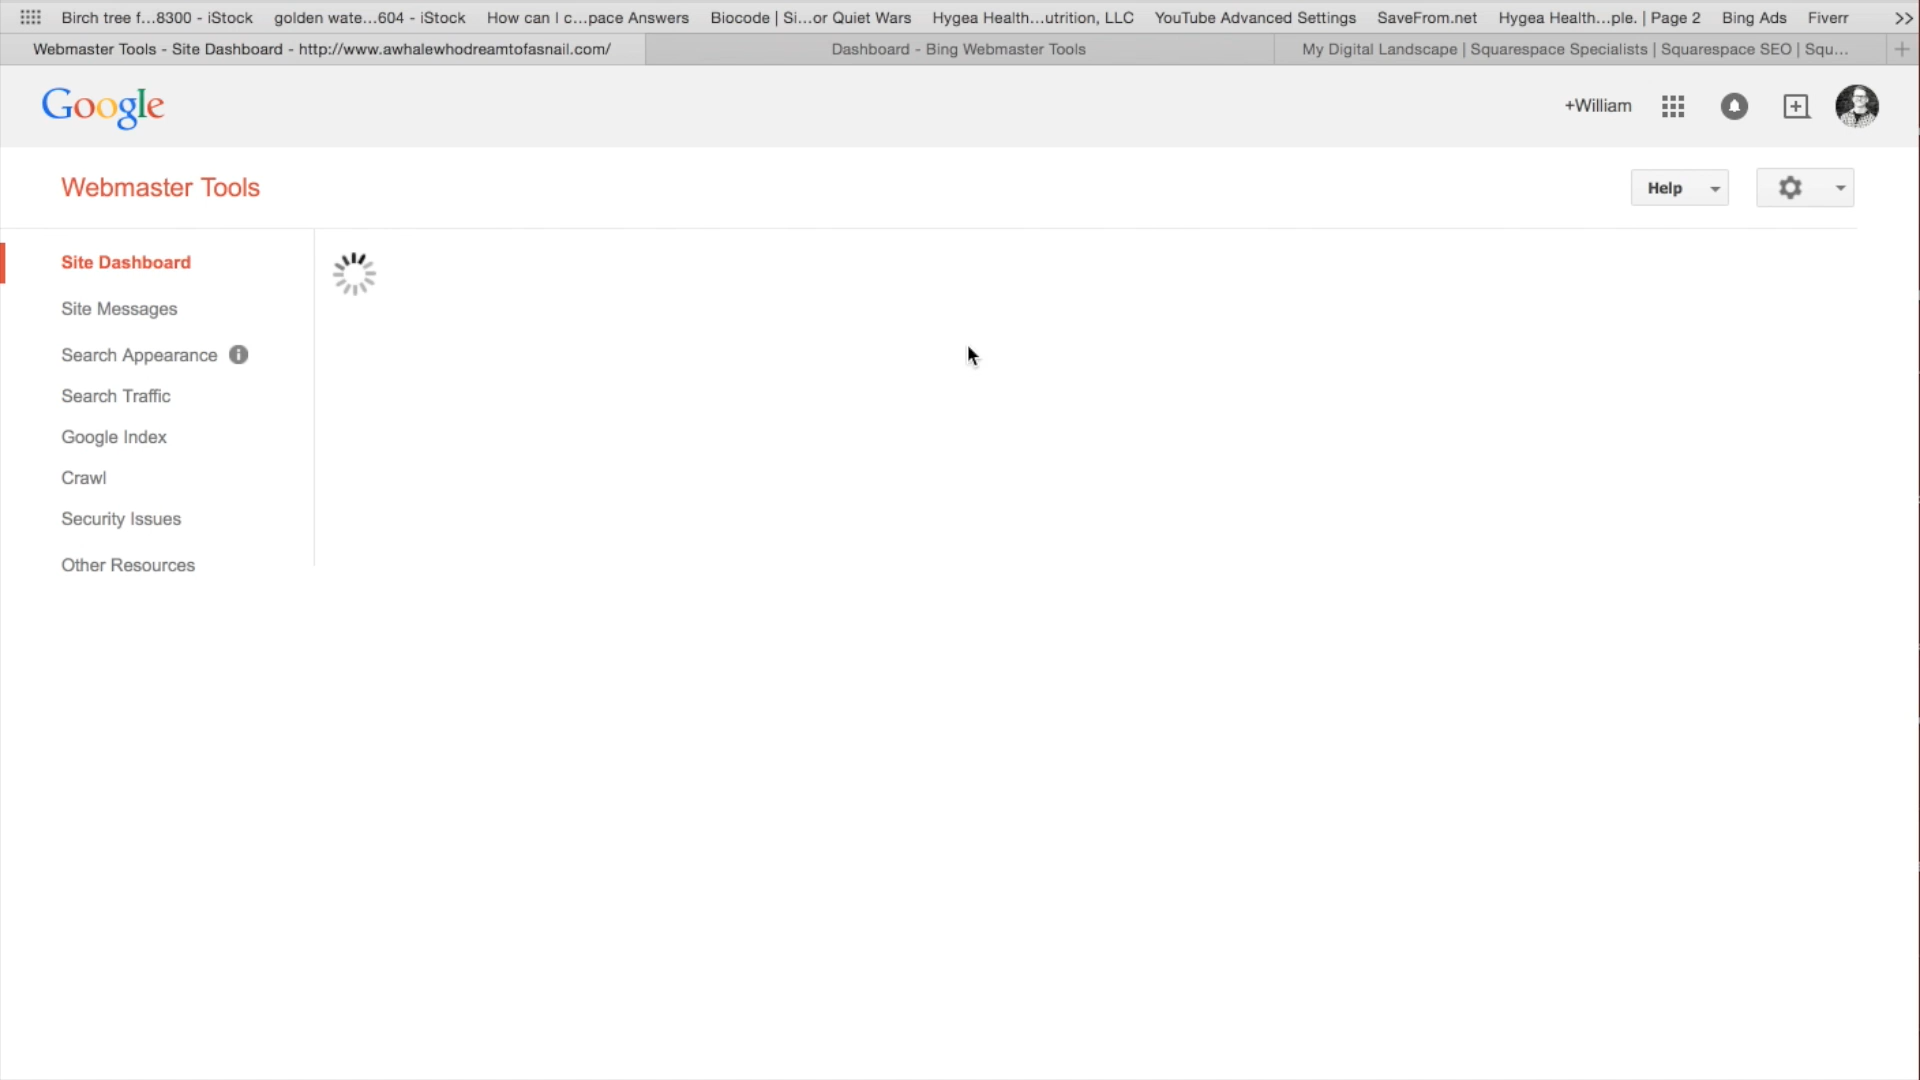 Birch tree f...8300 - iStock golden wate...604 - iStock How can I c...pace Answers Biocode | Si...or Quiet Wars Hygea Health...utrition, LLC YouTube Advanced Settings SaveFrom.net Hygea Health...ple. | Page 2 Bing Ads Fiverr >>
Webmaster Tools - Site Dashboard - http://www.awhalewhodreamtofasnail.com/ Dashboard - Bing Webmaster Tools My Digital Landscape | Squarespace Specialists | Squarespace SEO | Squ...
Google +William
Webmaster Tools Help
Site Dashboard
Site Messages
Search Appearance i
Search Traffic
Google Index
Crawl
Security Issues
Other Resources